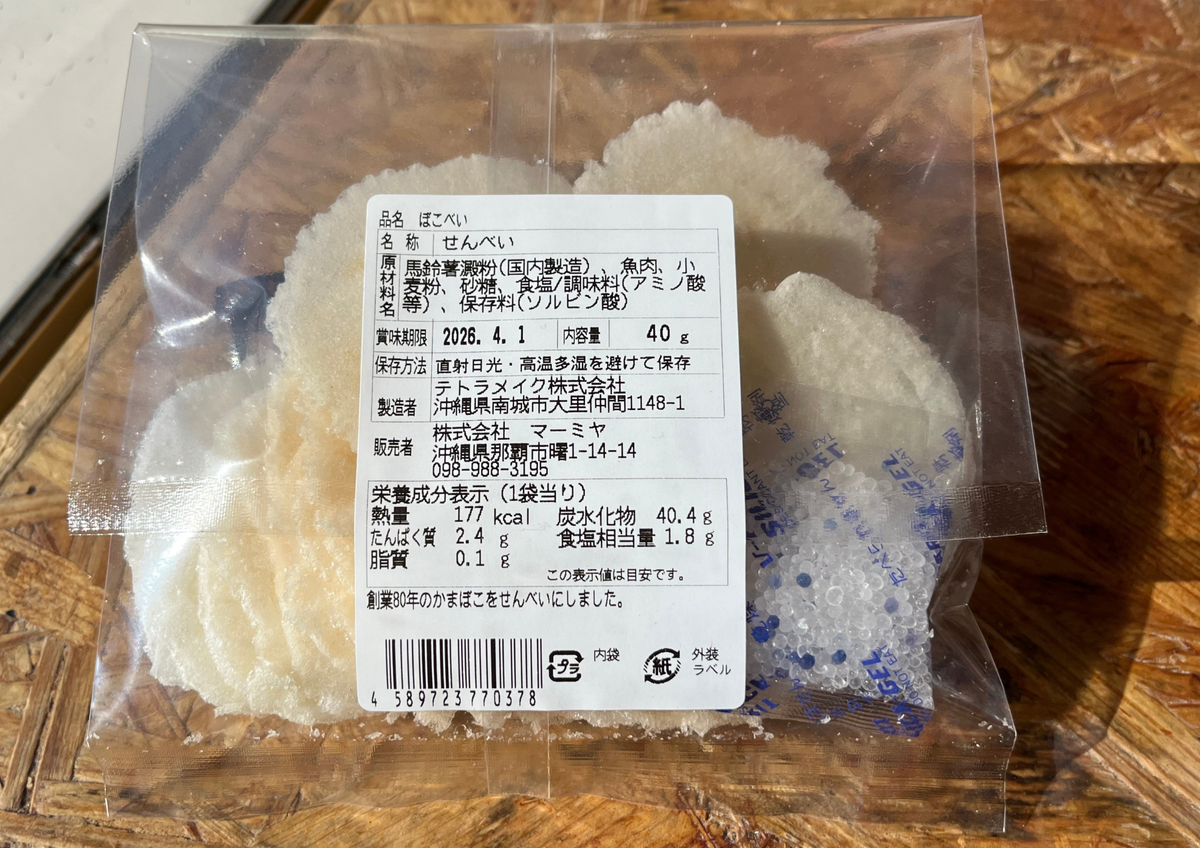 品名 ぼこべい
名 称 せんべい
原材料名 馬鈴薯澱粉(国内製造)、魚肉、小
麦粉、砂糖、食塩/調味料(アミノ酸
等)、保存料(ソルビン酸)
賞味期限 2026. 4. 1 内容量 40 g
保存方法 直射日光・高温多湿を避けて保存
製造者 テトラメイク株式会社
沖縄県南城市大里仲間1148-1
販売者 株式会社 マーミヤ
沖縄県那覇市曙1-14-14
098-988-3195
栄養成分表示(1袋当り)
熱量 177 kcal 炭水化物 40.4 g
たんぱく質 2.4 g 食塩相当量 1.8 g
脂質 0.1 g
この表示値は目安です。
創業80年のかまぼこをせんべいにしました。
プラ 内袋 紙 外装
ラベル
4 589723 770378